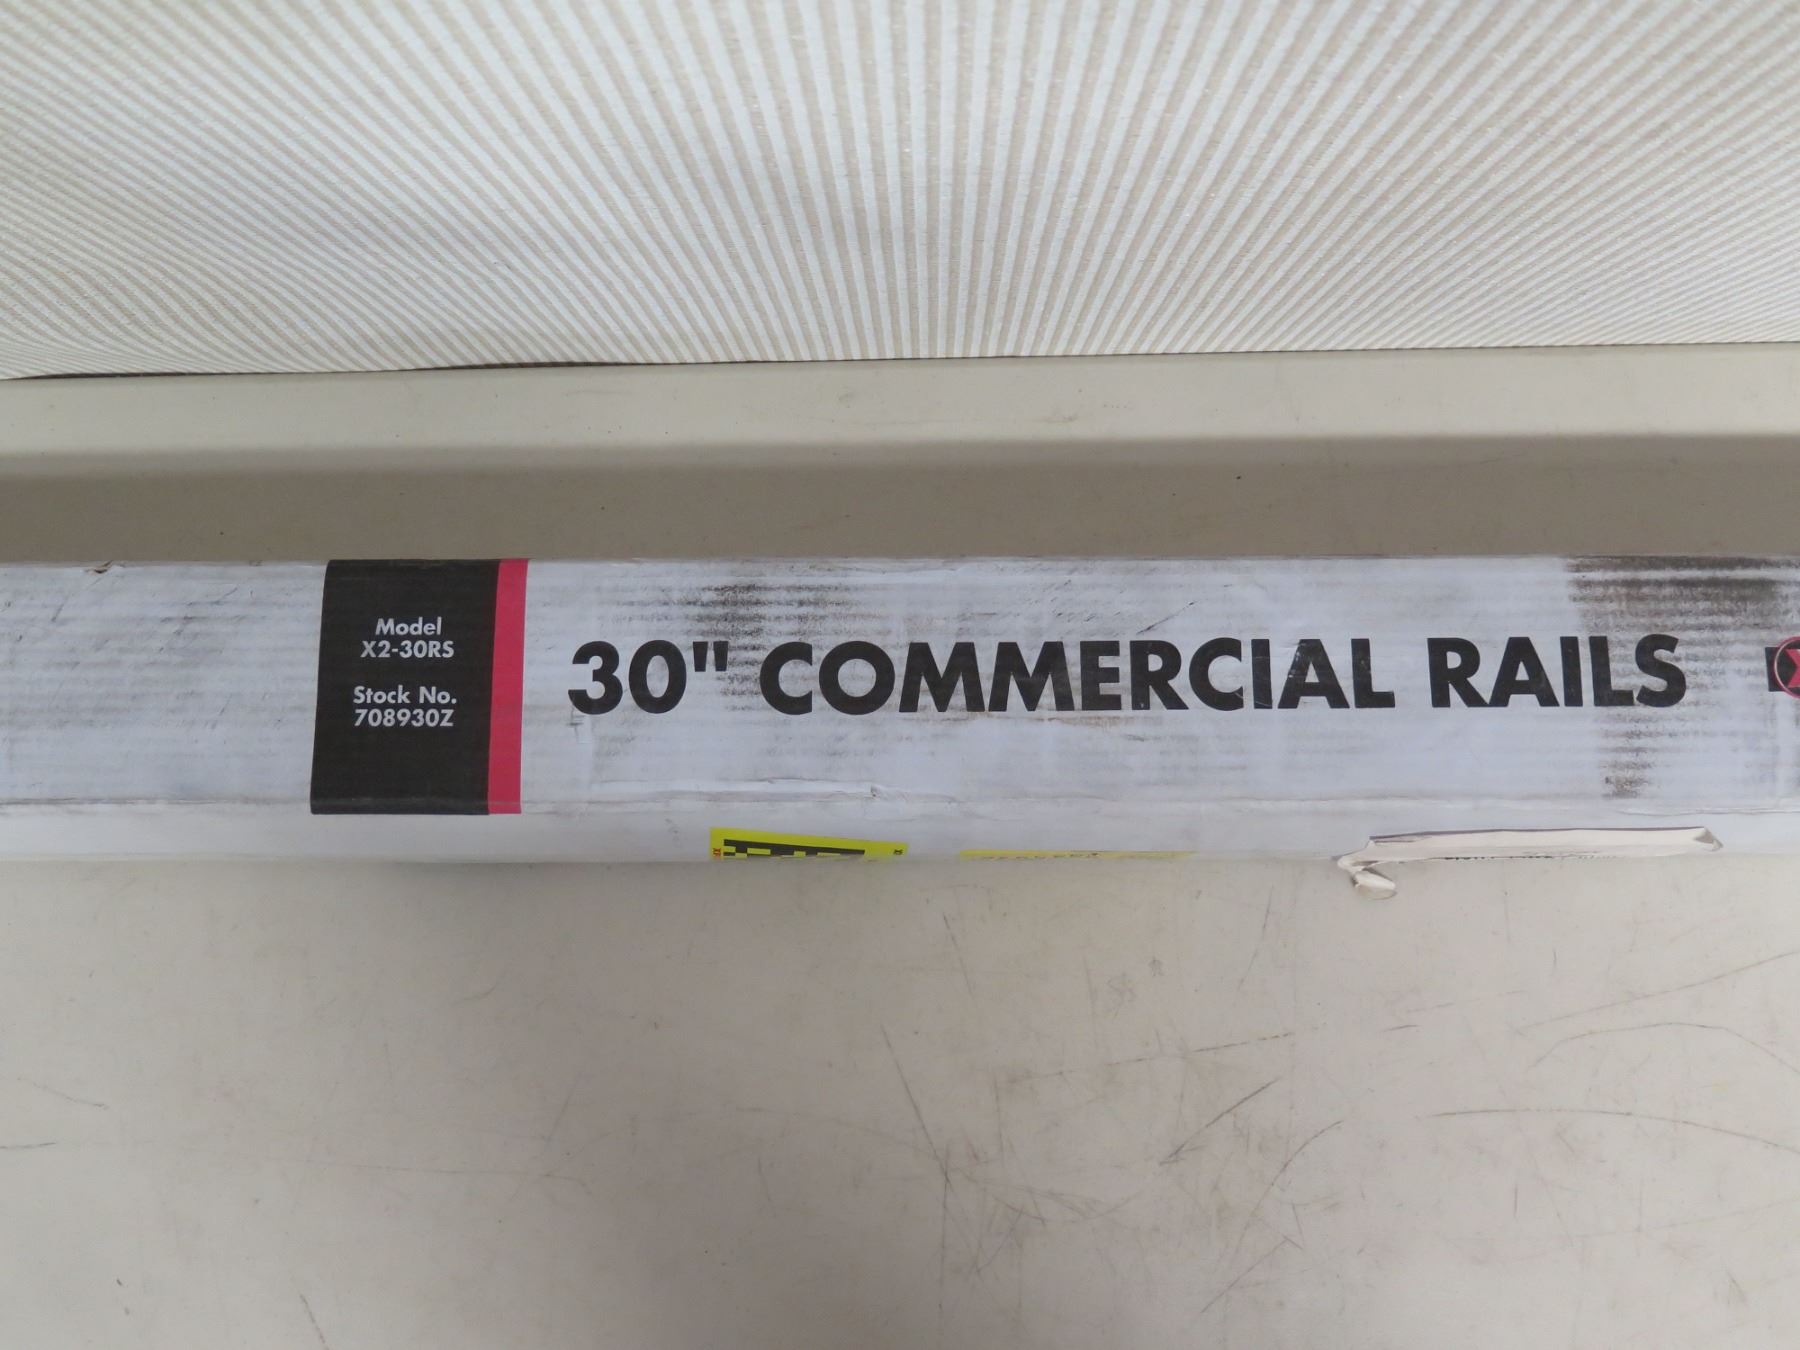 Model
X2-30RS
Stock No.
708930Z
30" COMMERCIAL RAILS